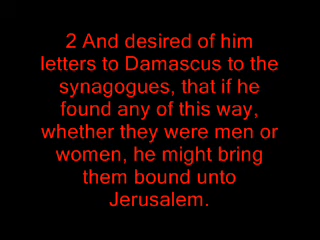 2 And desired of him
letters to Damascus to the
synagogues, that if he
found any of this way,
whether they were men or
women, he might bring
them bound unto
Jerusalem.